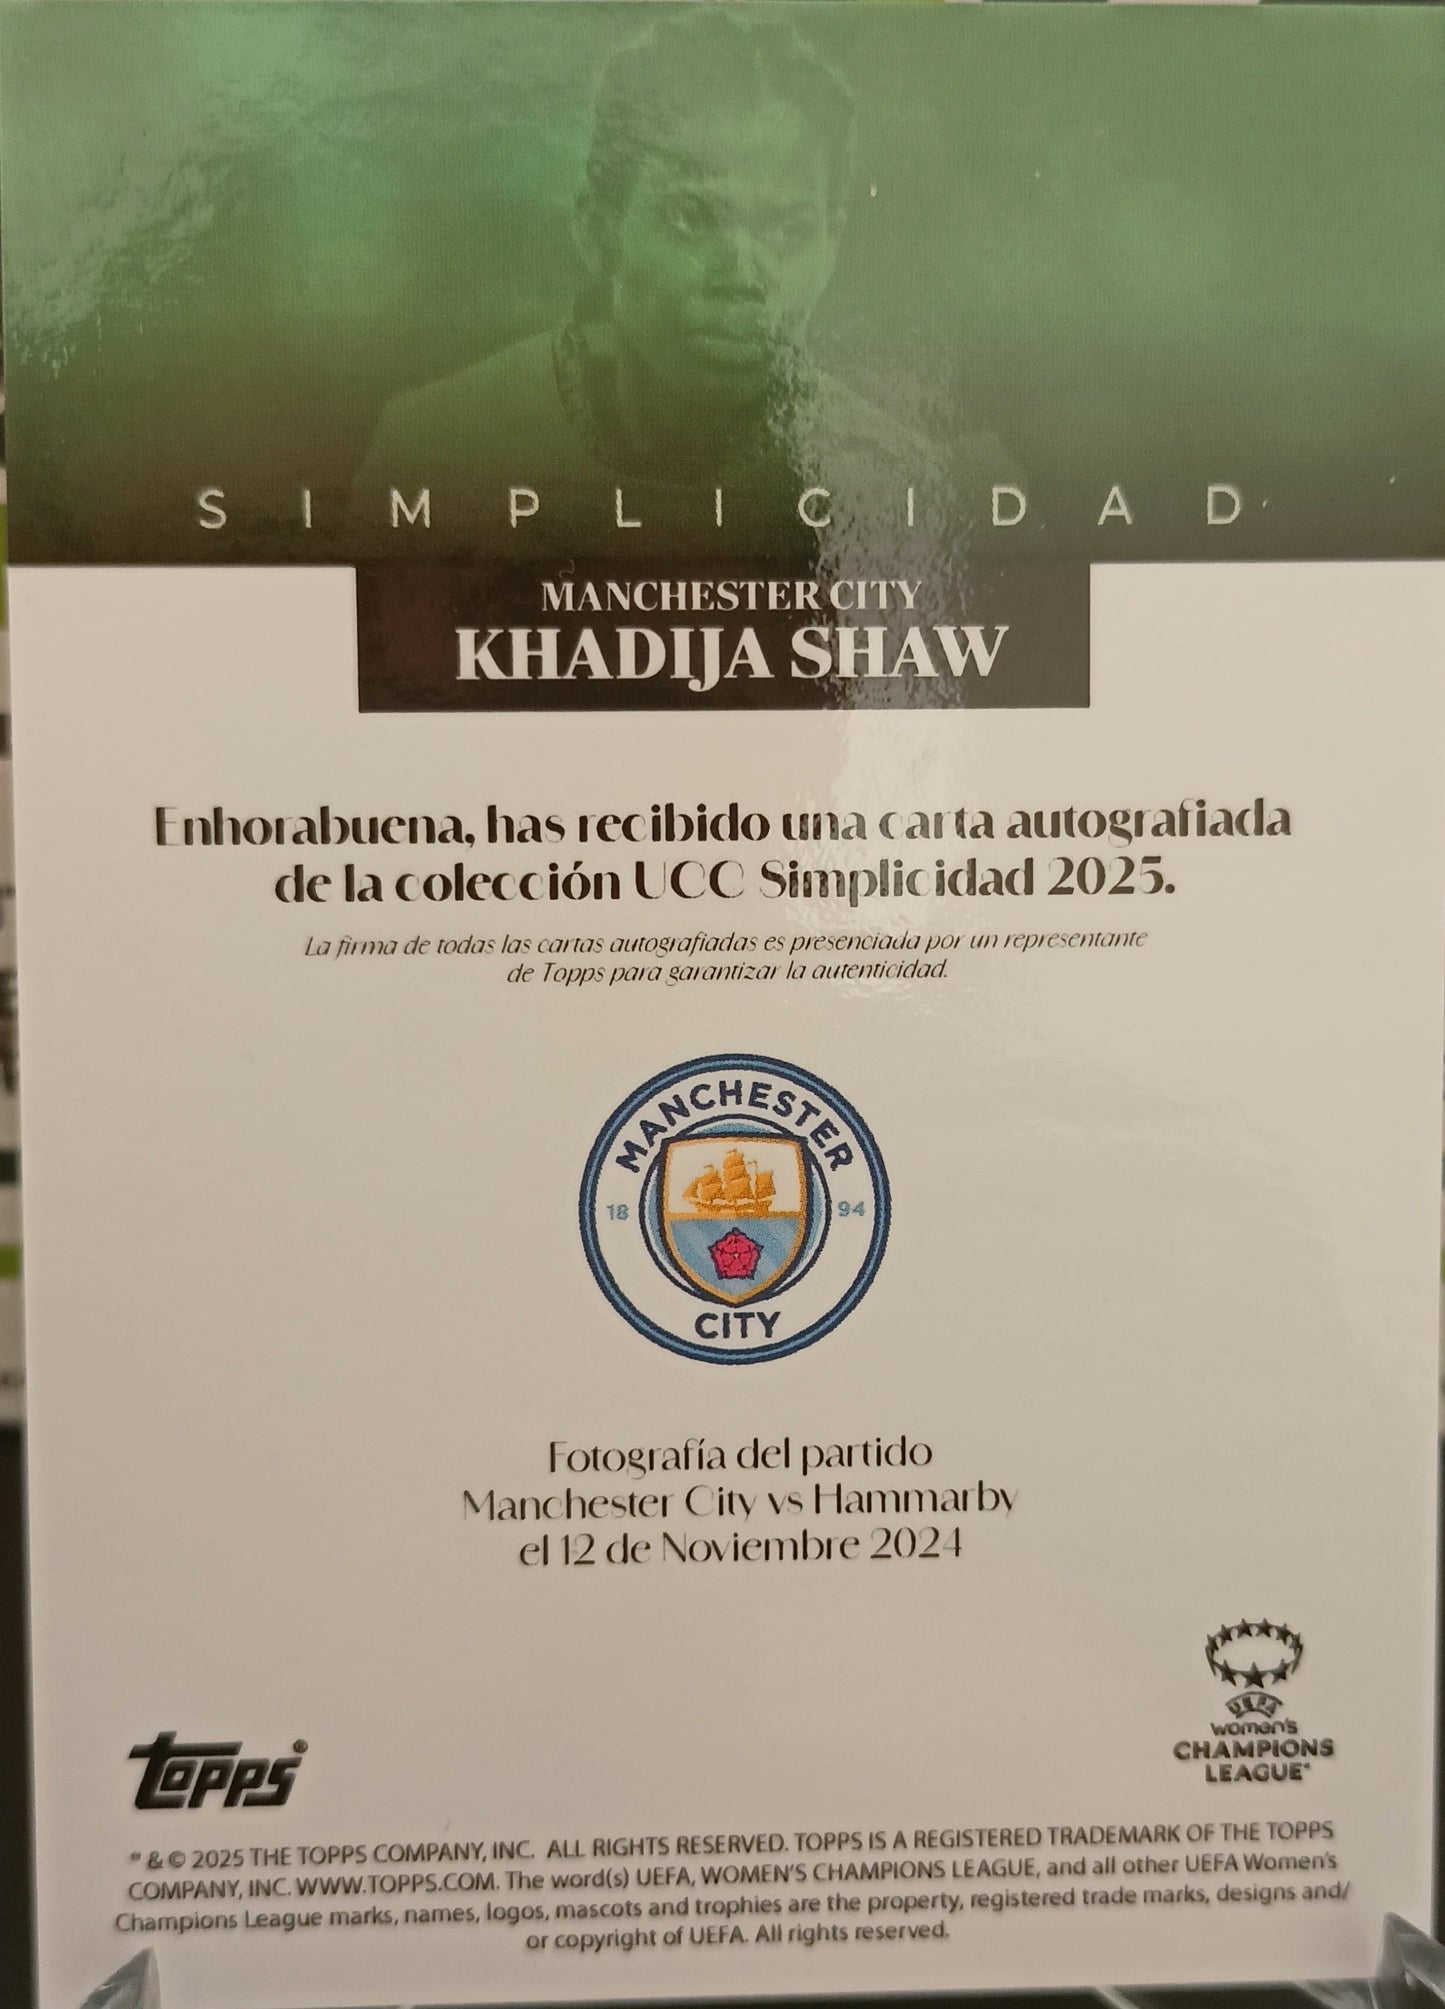 SIMPLICIDAD
MANCHESTER CITY
KHADIJA SHAW
Enhorabuena, has recibido una carta autografiada
de la colección UCC Simplicidad 2025.
La firma de todas las cartas autografiadas es presenciada por un representante
de Topps para garantizar la autenticidad.
MANCHESTER
18 94
CITY
Fotografía del partido
Manchester City vs Hammarby
el 12 de Noviembre 2024
UEFA
women's
CHAMPIONS
LEAGUE
topps®
® & © 2025 THE TOPPS COMPANY, INC. ALL RIGHTS RESERVED. TOPPS IS A REGISTERED TRADEMARK OF THE TOPPS
COMPANY, INC. WWW.TOPPS.COM. The word(s) UEFA, WOMEN'S CHAMPIONS LEAGUE, and all other UEFA Women's
Champions League marks, names, logos, mascots and trophies are the property, registered trade marks, designs and/
or copyright of UEFA. All rights reserved.